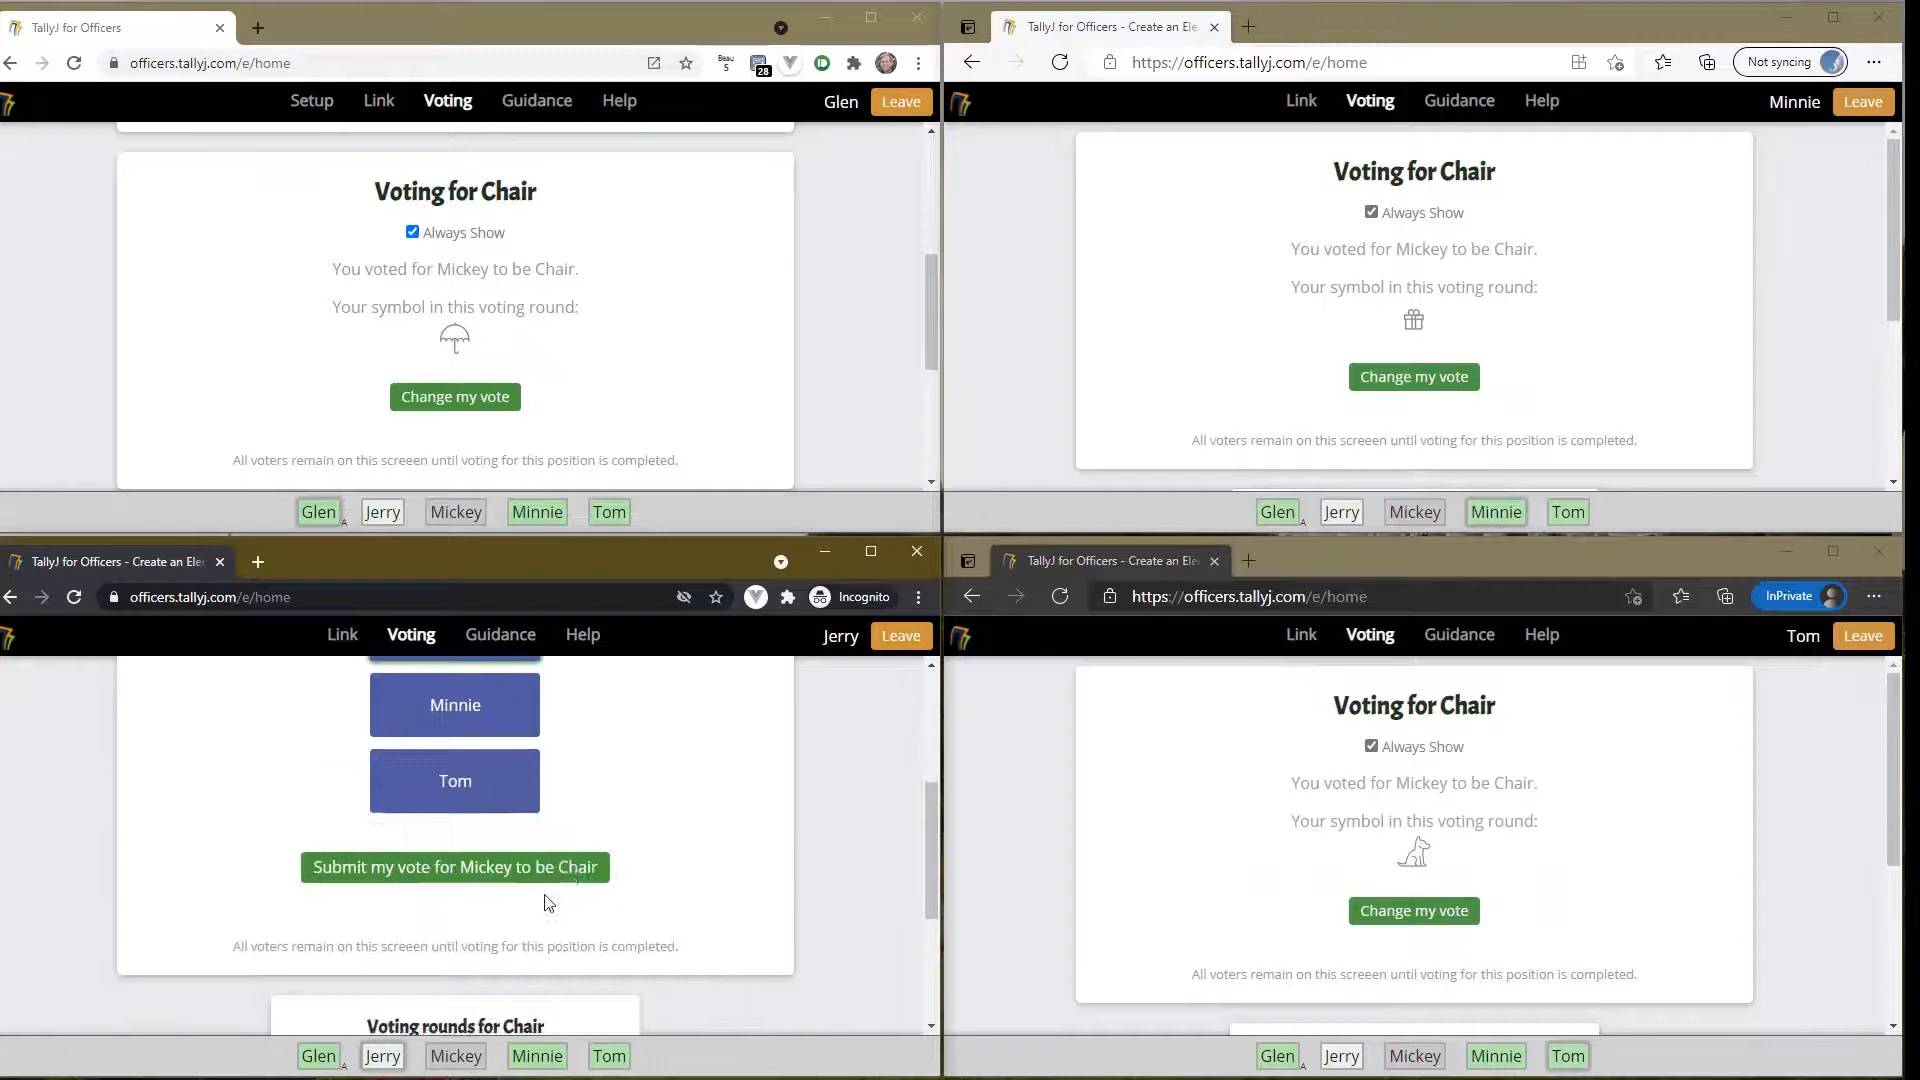 TallyJ for Officers
officers.tallyj.com/e/home
Beau
5
28
Setup Link Voting Guidance Help
Glen Leave
Voting for Chair
Always Show
You voted for Mickey to be Chair.
Your symbol in this voting round:
Change my vote
All voters remain on this screeen until voting for this position is completed.
Glen A Jerry Mickey Minnie Tom
TallyJ for Officers - Create an Ele
https://officers.tallyj.com/e/home
Not syncing
Link Voting Guidance Help
Minnie Leave
Voting for Chair
Always Show
You voted for Mickey to be Chair.
Your symbol in this voting round:
Change my vote
All voters remain on this screeen until voting for this position is completed.
Glen A Jerry Mickey Minnie Tom
TallyJ for Officers - Create an Elec
officers.tallyj.com/e/home
Incognito
Link Voting Guidance Help
Jerry Leave
Minnie
Tom
Submit my vote for Mickey to be Chair
All voters remain on this screeen until voting for this position is completed.
Voting rounds for Chair
Glen A Jerry Mickey Minnie Tom
TallyJ for Officers - Create an Ele
https://officers.tallyj.com/e/home
InPrivate
Link Voting Guidance Help
Tom Leave
Voting for Chair
Always Show
You voted for Mickey to be Chair.
Your symbol in this voting round:
Change my vote
All voters remain on this screeen until voting for this position is completed.
Glen A Jerry Mickey Minnie Tom